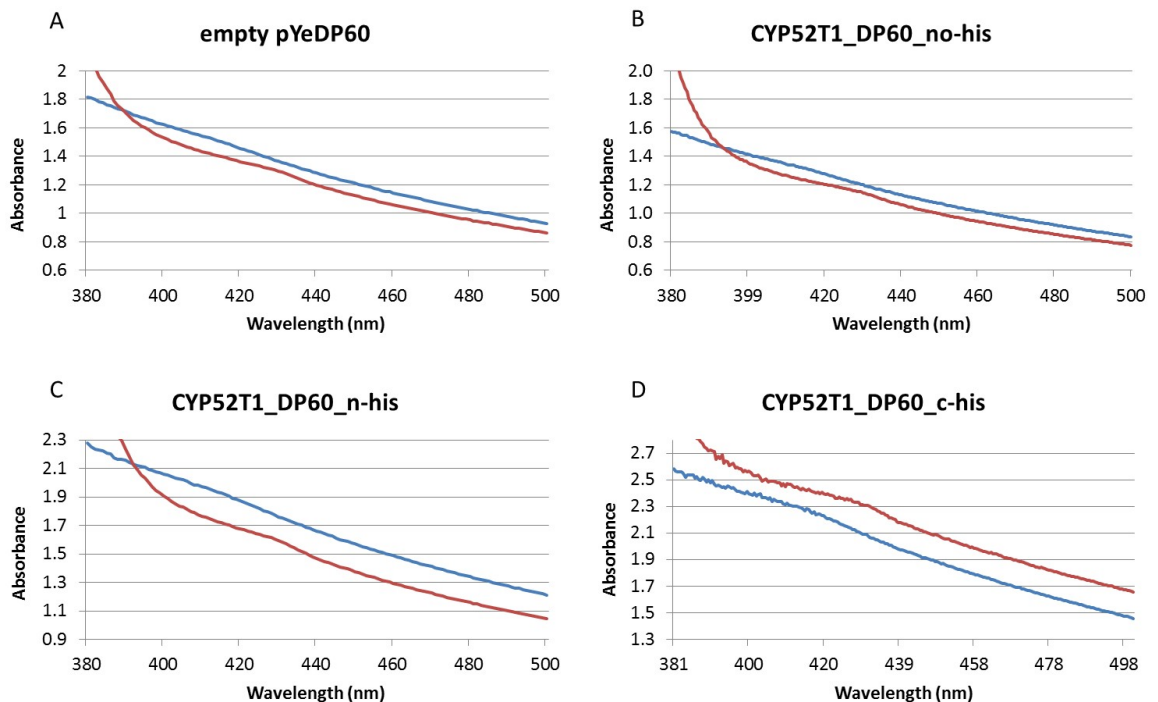 A
empty pYeDP60
2
1.8
1.6
1.4
1.2
1
0.8
0.6
Absorbance
380 400 420 440 460 480 500
Wavelength (nm)
B
CYP52T1_DP60_no-his
2.0
1.8
1.6
1.4
1.2
1.0
0.8
0.6
Absorbance
380 399 420 440 460 480 500
Wavelength (nm)
C
CYP52T1_DP60_n-his
2.3
2.1
1.9
1.7
1.5
1.3
1.1
0.9
Absorbance
380 400 420 440 460 480 500
Wavelength (nm)
D
CYP52T1_DP60_c-his
2.7
2.5
2.3
2.1
1.9
1.7
1.5
1.3
Absorbance
381 400 420 439 458 478 498
Wavelength (nm)